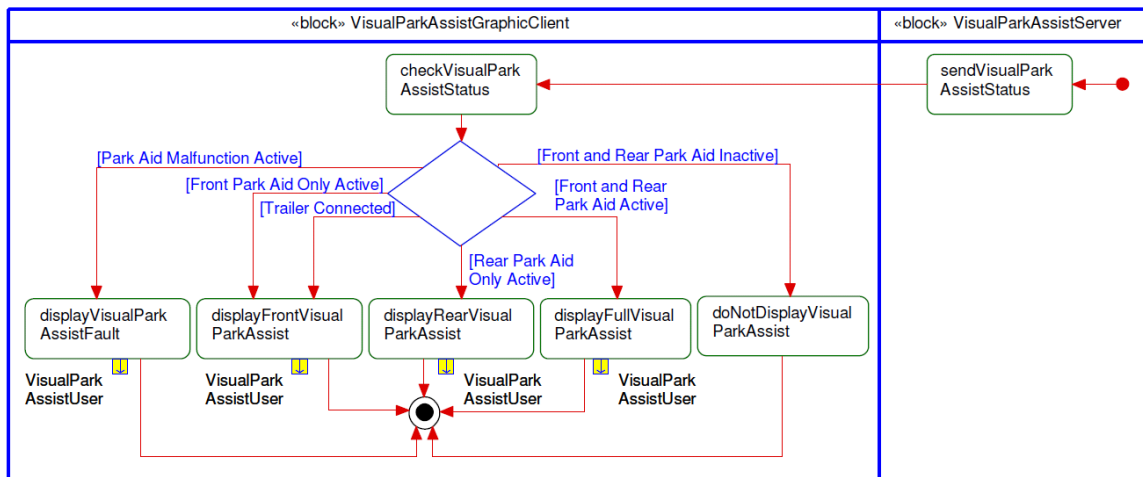 «block» VisualParkAssistGraphicClient
«block» VisualParkAssistServer
checkVisualPark
AssistStatus
sendVisualPark
AssistStatus
[Park Aid Malfunction Active]
[Front and Rear Park Aid Inactive]
[Front Park Aid Only Active]
[Front and Rear
Park Aid Active]
[Trailer Connected]
[Rear Park Aid
Only Active]
displayVisualPark
AssistFault
displayFrontVisual
ParkAssist
displayRearVisual
ParkAssist
displayFullVisual
ParkAssist
doNotDisplayVisual
ParkAssist
VisualPark
AssistUser
VisualPark
AssistUser
VisualPark
AssistUser
VisualPark
AssistUser